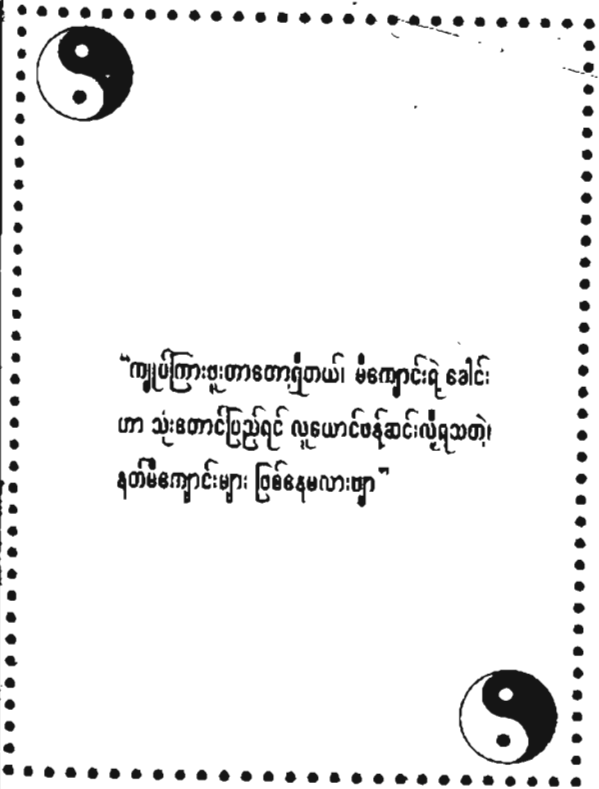 “ကျုပ်ကြားဖူးတာတော့ရှိတယ်၊ မိကျောင်းရဲ့ ခေါင်း
ဟာ သုံးတောင်ပြည့်ရင် လူယောင်ဖန်ဆင်းလို့ရသတဲ့၊
နတ်မိကျောင်းများ ဖြစ်နေမလားဗျာ”